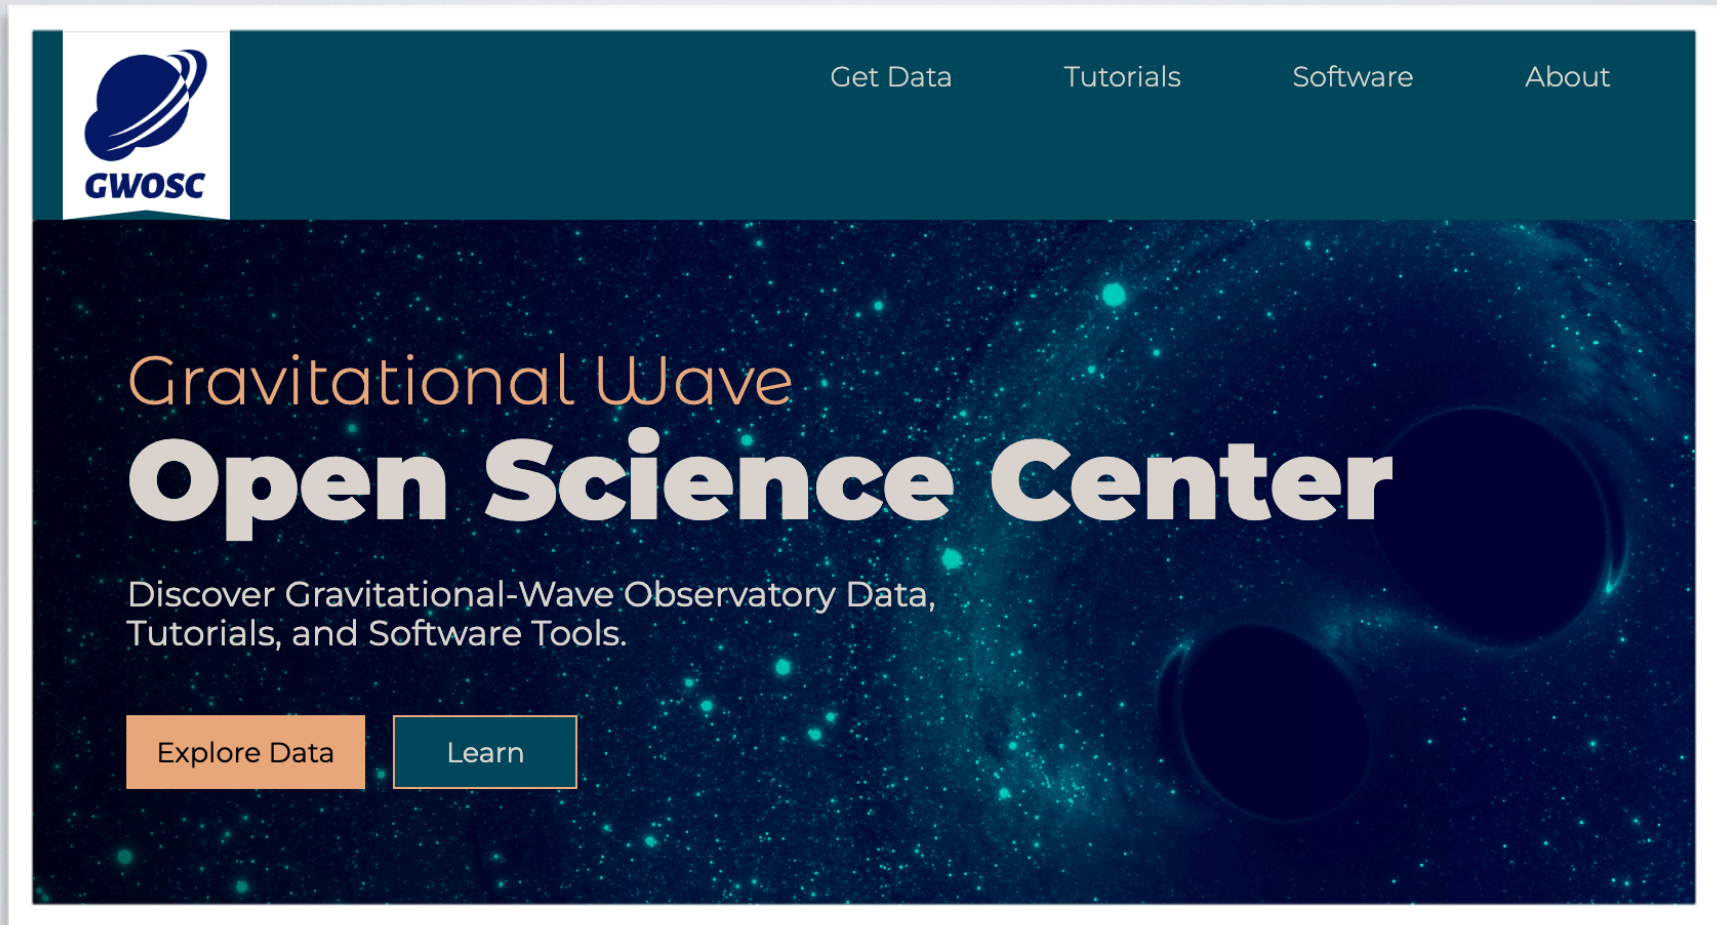 GWOSC
Get Data
Tutorials
Software
About
Gravitational Wave
Open Science Center
Discover Gravitational-Wave Observatory Data,
Tutorials, and Software Tools.
Explore Data
Learn